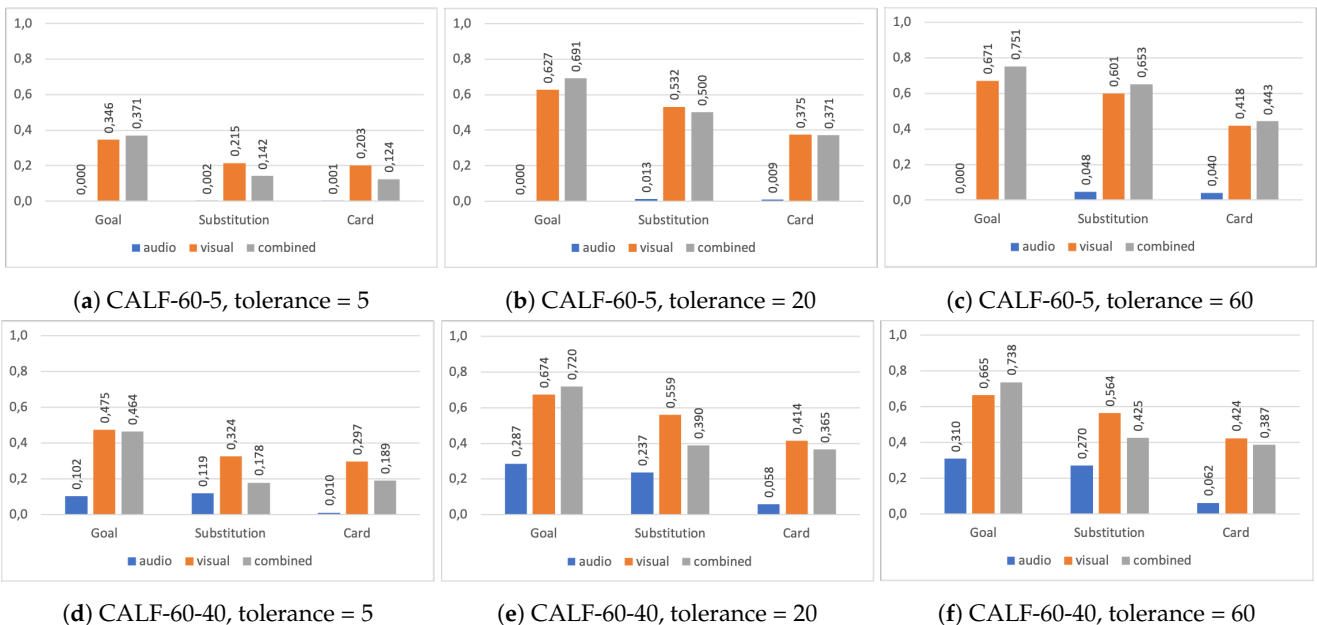 1,0
0,8
0,6
0,4
0,2
0,0
0,000 0,346 0,371 0,002 0,215 0,142 0,001 0,203 0,124
Goal Substitution Card
audio visual combined
(a) CALF-60-5, tolerance = 5
1,0
0,8
0,6
0,4
0,2
0,0
0,000 0,627 0,691 0,013 0,532 0,500 0,009 0,375 0,371
Goal Substitution Card
audio visual combined
(b) CALF-60-5, tolerance = 20
1,0
0,8
0,6
0,4
0,2
0,0
0,000 0,671 0,751 0,048 0,601 0,653 0,040 0,418 0,443
Goal Substitution Card
audio visual combined
(c) CALF-60-5, tolerance = 60
1,0
0,8
0,6
0,4
0,2
0,0
0,102 0,475 0,464 0,119 0,324 0,178 0,010 0,297 0,189
Goal Substitution Card
audio visual combined
(d) CALF-60-40, tolerance = 5
1,0
0,8
0,6
0,4
0,2
0,0
0,287 0,674 0,720 0,237 0,559 0,390 0,058 0,414 0,365
Goal Substitution Card
audio visual combined
(e) CALF-60-40, tolerance = 20
1,0
0,8
0,6
0,4
0,2
0,0
0,310 0,665 0,738 0,270 0,564 0,425 0,062 0,424 0,387
Goal Substitution Card
audio visual combined
(f) CALF-60-40, tolerance = 60